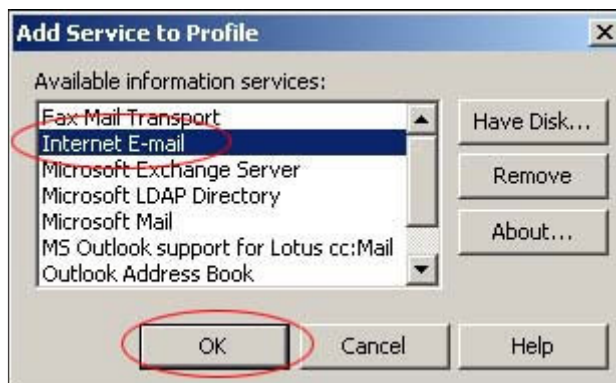 Add Service to Profile
Available information services:
Fax Mail Transport
Internet E-mail
Microsoft Exchange Server
Microsoft LDAP Directory
Microsoft Mail
MS Outlook support for Lotus cc:Mail
Outlook Address Book
Have Disk...
Remove
About...
OK
Cancel
Help